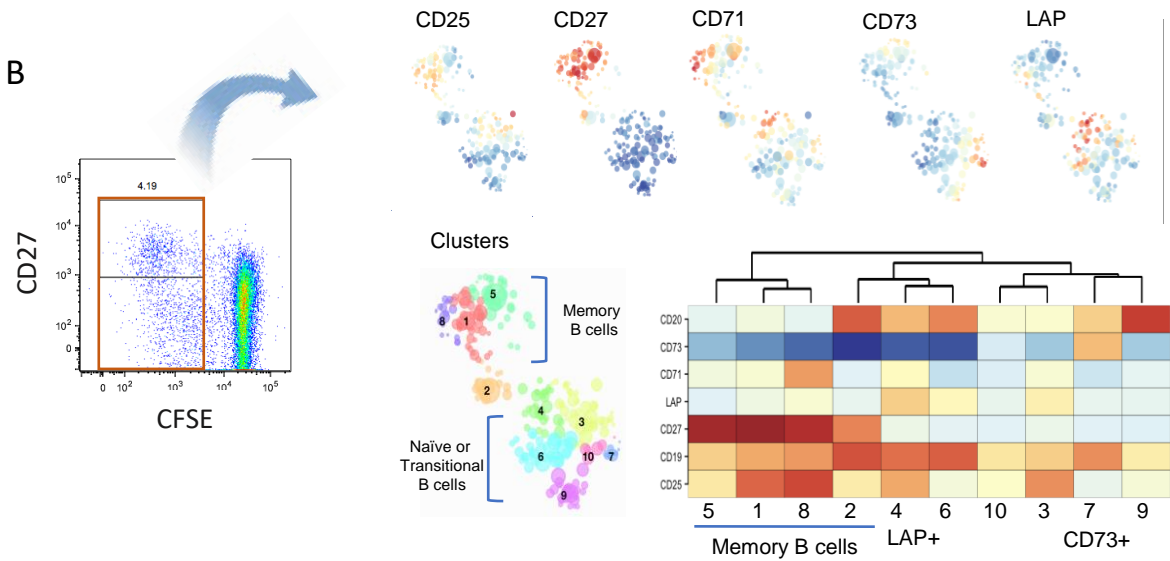 B
CD25 CD27 CD71 CD73 LAP
4.19
10⁵
10⁴
10³
10²
0
CD27
0 10² 10³ 10⁴ 10⁵
CFSE
Clusters
5
8 1
Memory
B cells
2
4
3
6
10 7
9
Naïve or
Transitional
B cells
CD20
CD73
CD71
LAP
CD27
CD19
CD25
5 1 8 2 4 6 10 3 7 9
Memory B cells LAP+ CD73+